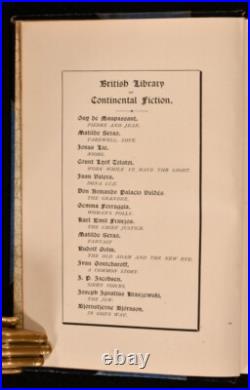 British Library
OF
Continental Fiction.
Guy de Maupassant.
PIERRE AND JEAN.
Matilde Serao.
FAREWELL, LOVE.
Jonas Lie.
NIOBE.
Count Lyof Tolstoi.
WORK WHILE YE HAVE THE LIGHT.
Juan Valera.
DOÑA LUZ.
Don Armando Palacio Valdés.
THE GRANDEE.
Gemma Ferruggia.
WOMAN'S FOLLY.
Karl Emil Franzos.
THE CHIEF JUSTICE.
Matilde Serao.
FANTASY
Rudolf Golm.
THE OLD ADAM AND THE NEW EVE.
Ivan Gontcharoff.
A COMMON STORY.
J. P. Jacobsen.
SIREN VOICES.
Joseph Ignatius Kraszewski.
THE JEW.
Björnstjerne Björnson.
IN GOD'S WAY.